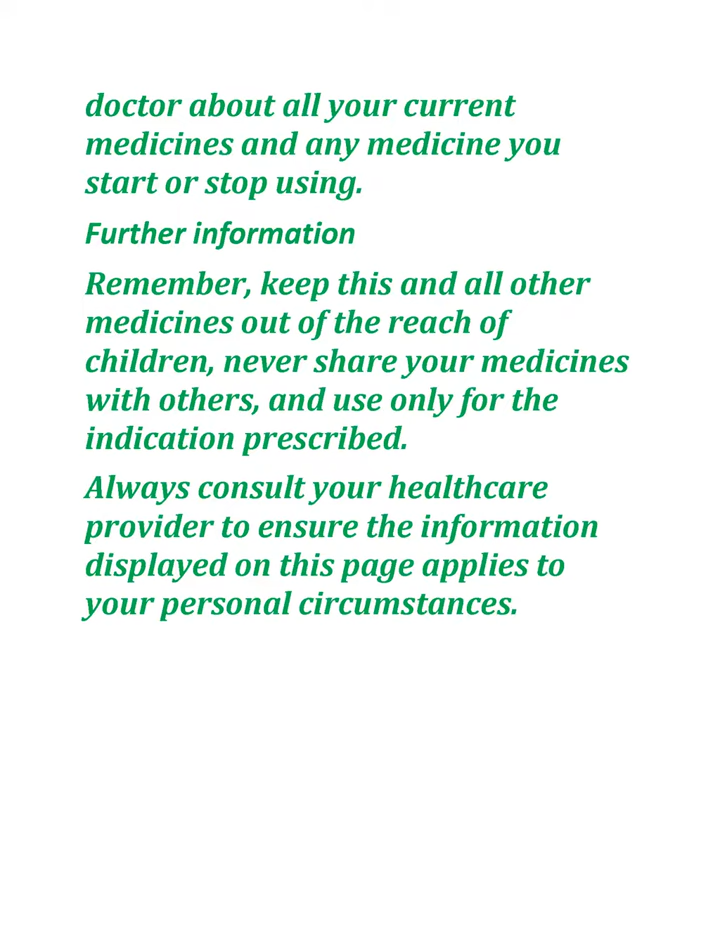 doctor about all your current
medicines and any medicine you
start or stop using.
Further information
Remember, keep this and all other
medicines out of the reach of
children, never share your medicines
with others, and use only for the
indication prescribed.
Always consult your healthcare
provider to ensure the information
displayed on this page applies to
your personal circumstances.